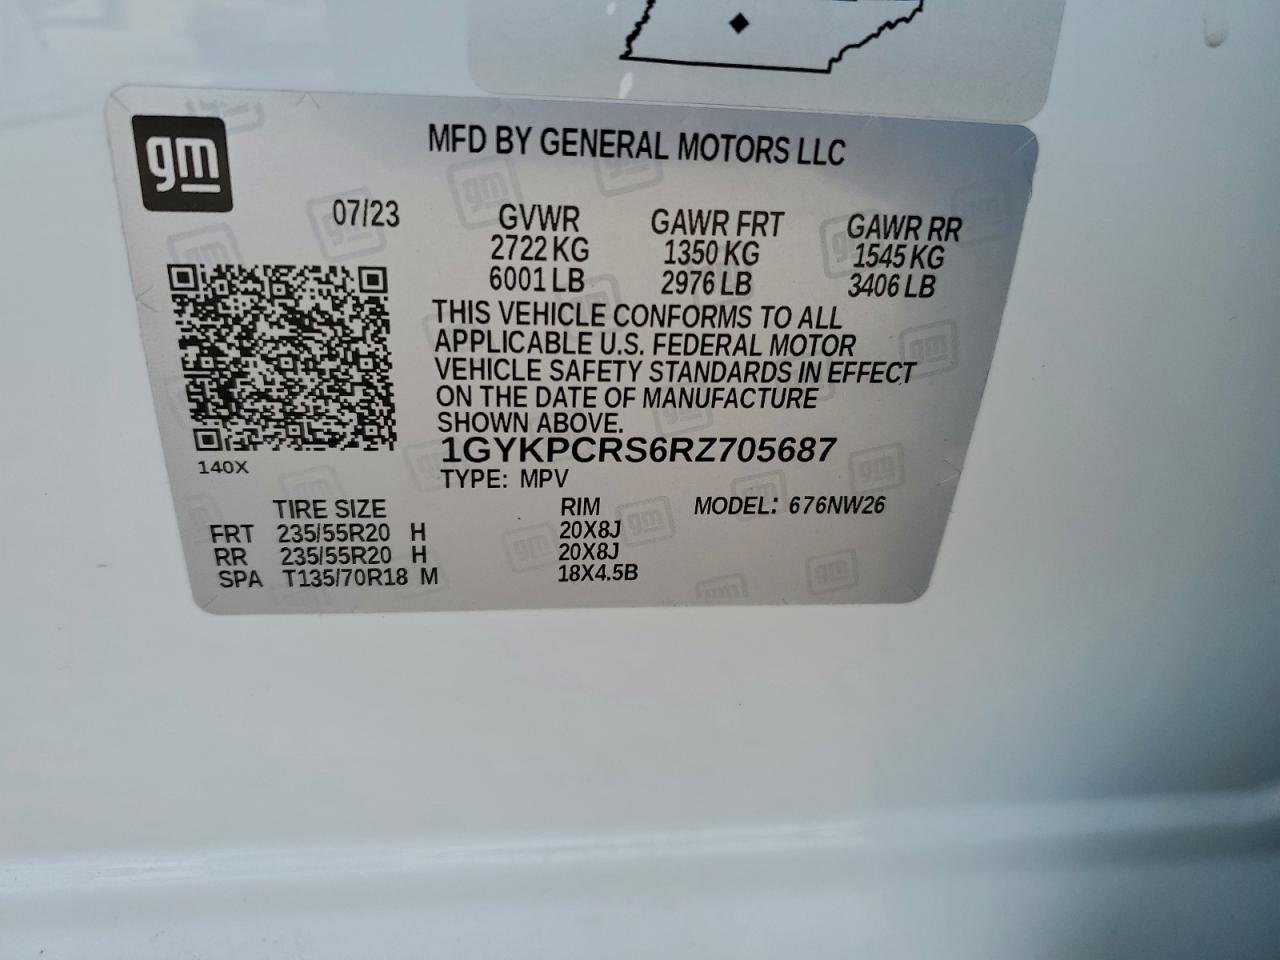 gm
MFD BY GENERAL MOTORS LLC
07/23
GVWR GAWR FRT GAWR RR
2722 KG 1350 KG 1545 KG
6001 LB 2976 LB 3406 LB
THIS VEHICLE CONFORMS TO ALL
APPLICABLE U.S. FEDERAL MOTOR
VEHICLE SAFETY STANDARDS IN EFFECT
ON THE DATE OF MANUFACTURE
SHOWN ABOVE.
1GYKPCRS6RZ705687
140X
TYPE: MPV
TIRE SIZE RIM MODEL: 676NW26
FRT 235/55R20 H 20X8J
RR 235/55R20 H 20X8J
SPA T135/70R18 M 18X4.5B